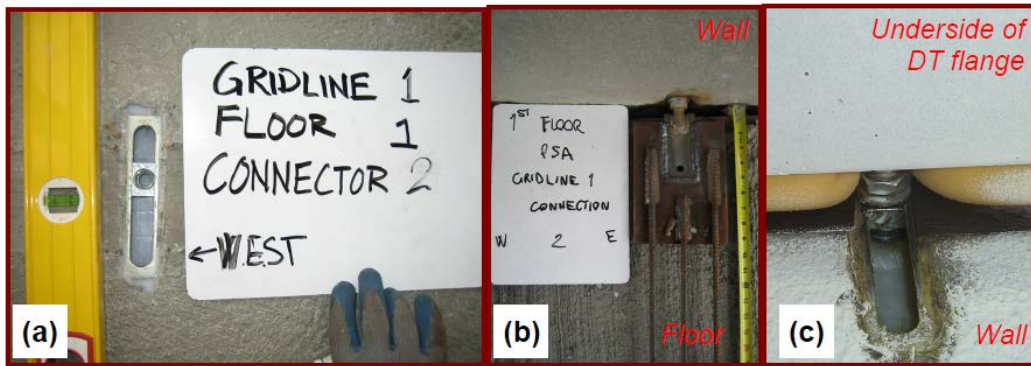 GRIDLINE 1
FLOOR 1
CONNECTOR 2
←WEST
(a)
Wall
1ST FLOOR
PSA
GRIDLINE 1
CONNECTION
W 2 E
Floor
(b)
Underside of
DT flange
Wall
(c)